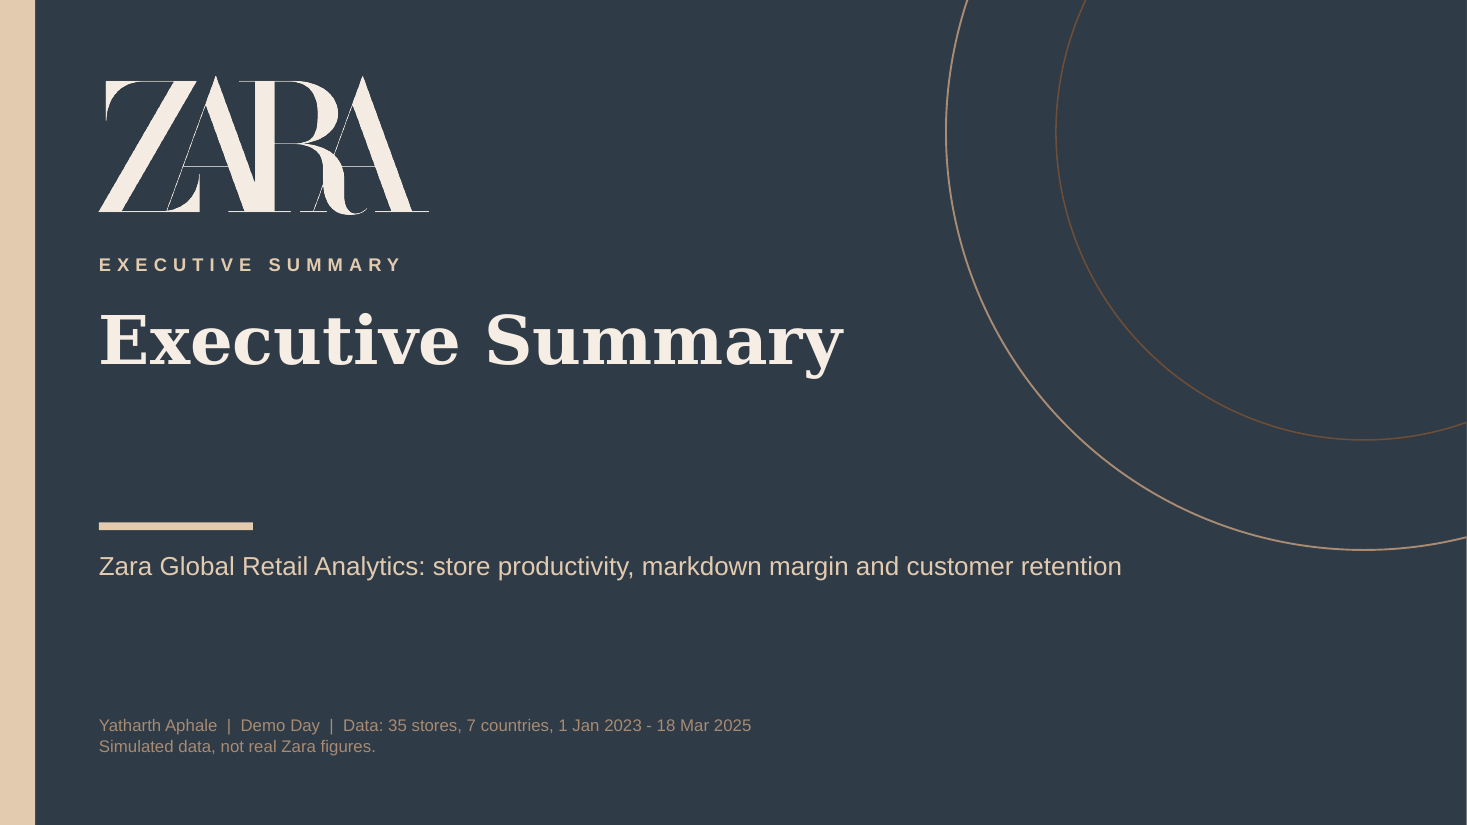 ZARA
EXECUTIVE SUMMARY
Executive Summary
Zara Global Retail Analytics: store productivity, markdown margin and customer retention
Yatharth Aphale | Demo Day | Data: 35 stores, 7 countries, 1 Jan 2023 - 18 Mar 2025
Simulated data, not real Zara figures.